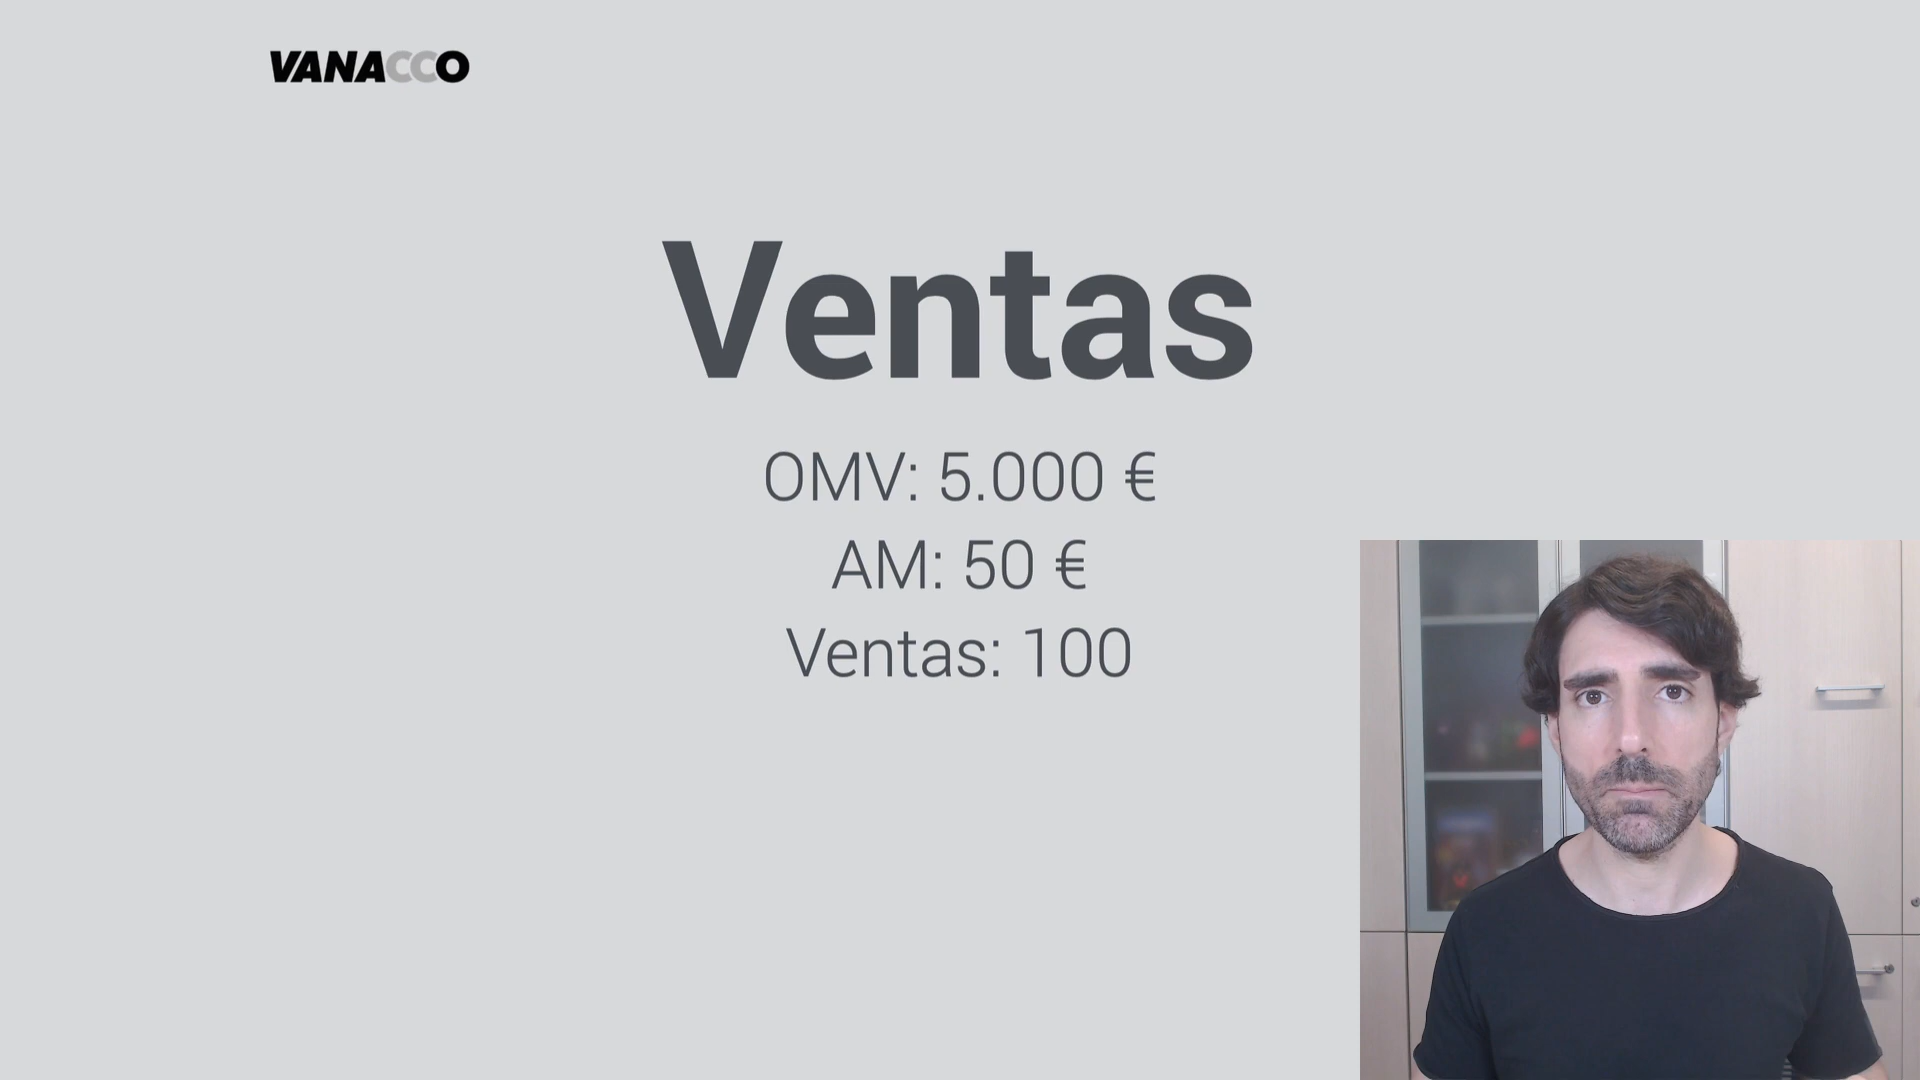 VANACCO
Ventas
OMV: 5.000 €
AM: 50 €
Ventas: 100